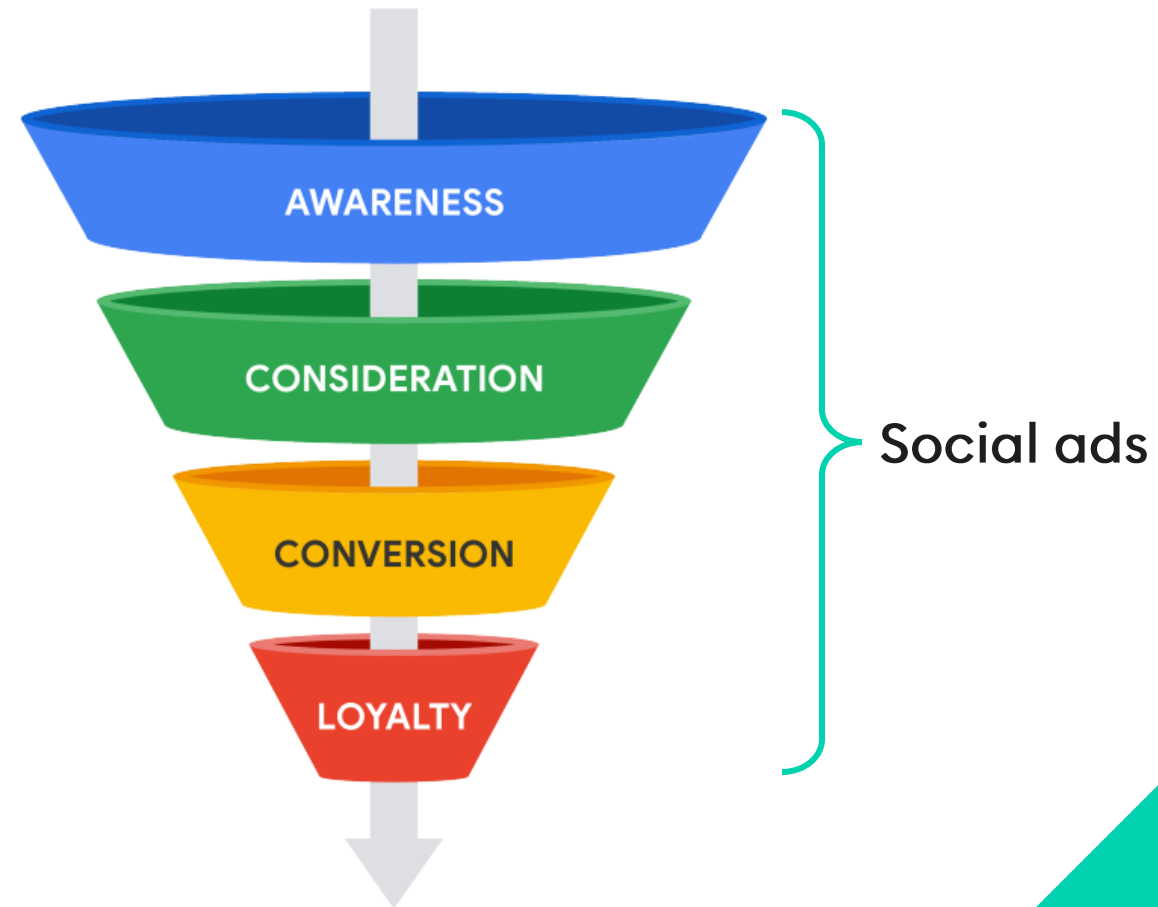 AWARENESS
CONSIDERATION
Social ads
CONVERSION
LOYALTY